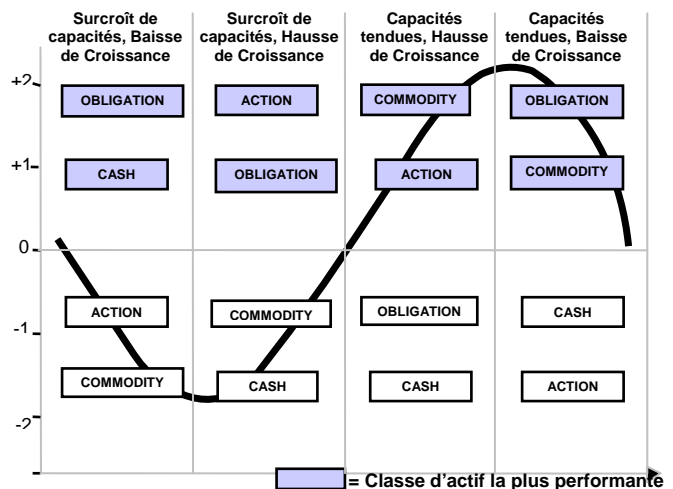 Surcroît de
capacités, Baisse
de Croissance
Surcroît de
capacités, Hausse
de Croissance
Capacités
tendues, Hausse
de Croissance
Capacités
tendues, Baisse
de Croissance
+2
OBLIGATION
ACTION
COMMODITY
OBLIGATION
+1
CASH
OBLIGATION
ACTION
COMMODITY
0
ACTION
COMMODITY
OBLIGATION
CASH
-1
COMMODITY
CASH
CASH
ACTION
-2
= Classe d'actif la plus performante